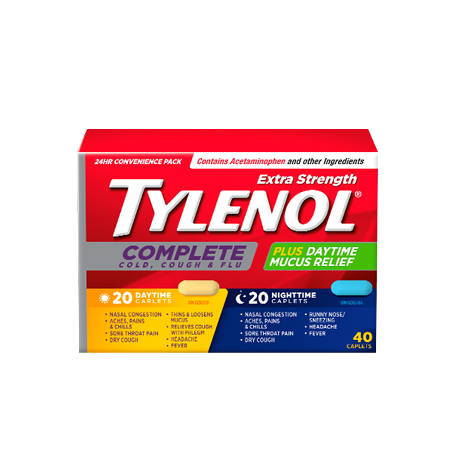 24HR CONVENIENCE PACK
Contains Acetaminophen and other Ingredients
Extra Strength
TYLENOL®
COMPLETE
COLD, COUGH & FLU
PLUS DAYTIME
MUCUS RELIEF
20 DAYTIME
CAPLETS
• NASAL CONGESTION
• ACHES, PAINS
& CHILLS
• SORE THROAT PAIN
• DRY COUGH
• THINS & LOOSENS
MUCUS
• RELIEVES COUGH
WITH PHLEGM
• HEADACHE
• FEVER
20 NIGHTTIME
CAPLETS
• NASAL CONGESTION
• ACHES, PAINS
& CHILLS
• SORE THROAT PAIN
• DRY COUGH
• RUNNY NOSE/
SNEEZING
• HEADACHE
• FEVER
40
CAPLETS